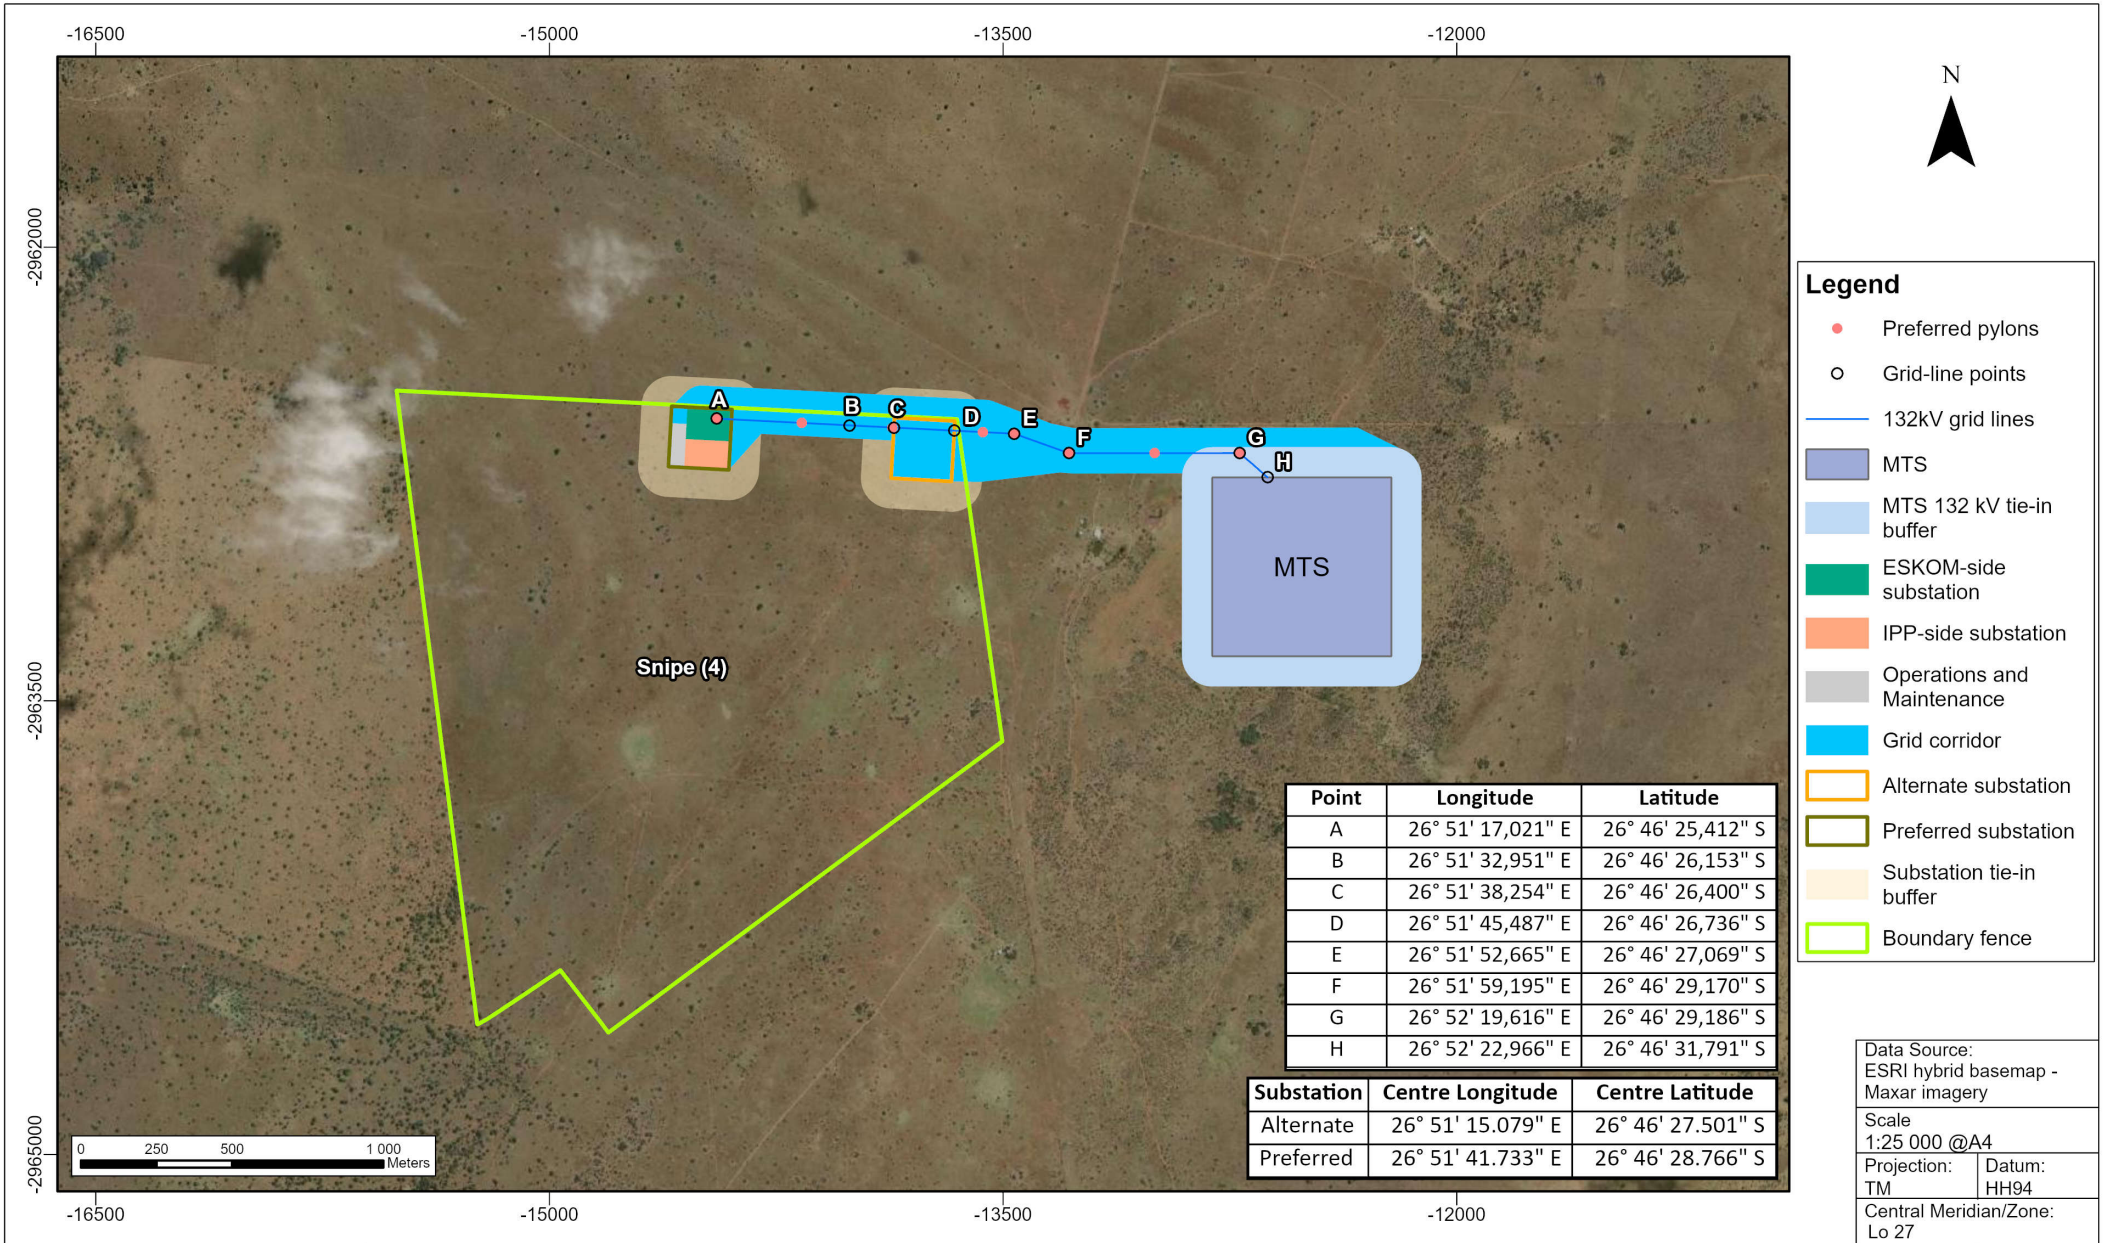 -16500 -15000 -13500 -12000
N
-2962000
-2963500
-2965000
A B C D E F G H
MTS
Snipe (4)
Legend
Preferred pylons
Grid-line points
132kV grid lines
MTS
MTS 132 kV tie-in
buffer
ESKOM-side
substation
IPP-side substation
Operations and
Maintenance
Grid corridor
Alternate substation
Preferred substation
Substation tie-in
buffer
Boundary fence
Point Longitude Latitude
A 26° 51' 17,021" E 26° 46' 25,412" S
B 26° 51' 32,951" E 26° 46' 26,153" S
C 26° 51' 38,254" E 26° 46' 26,400" S
D 26° 51' 45,487" E 26° 46' 26,736" S
E 26° 51' 52,665" E 26° 46' 27,069" S
F 26° 51' 59,195" E 26° 46' 29,170" S
G 26° 52' 19,616" E 26° 46' 29,186" S
H 26° 52' 22,966" E 26° 46' 31,791" S
Substation Centre Longitude Centre Latitude
Alternate 26° 51' 15.079" E 26° 46' 27.501" S
Preferred 26° 51' 41.733" E 26° 46' 28.766" S
0 250 500 1 000
Meters
Data Source:
ESRI hybrid basemap -
Maxar imagery
Scale
1:25 000 @A4
Projection: Datum:
TM HH94
Central Meridian/Zone:
Lo 27
-16500 -15000 -13500 -12000